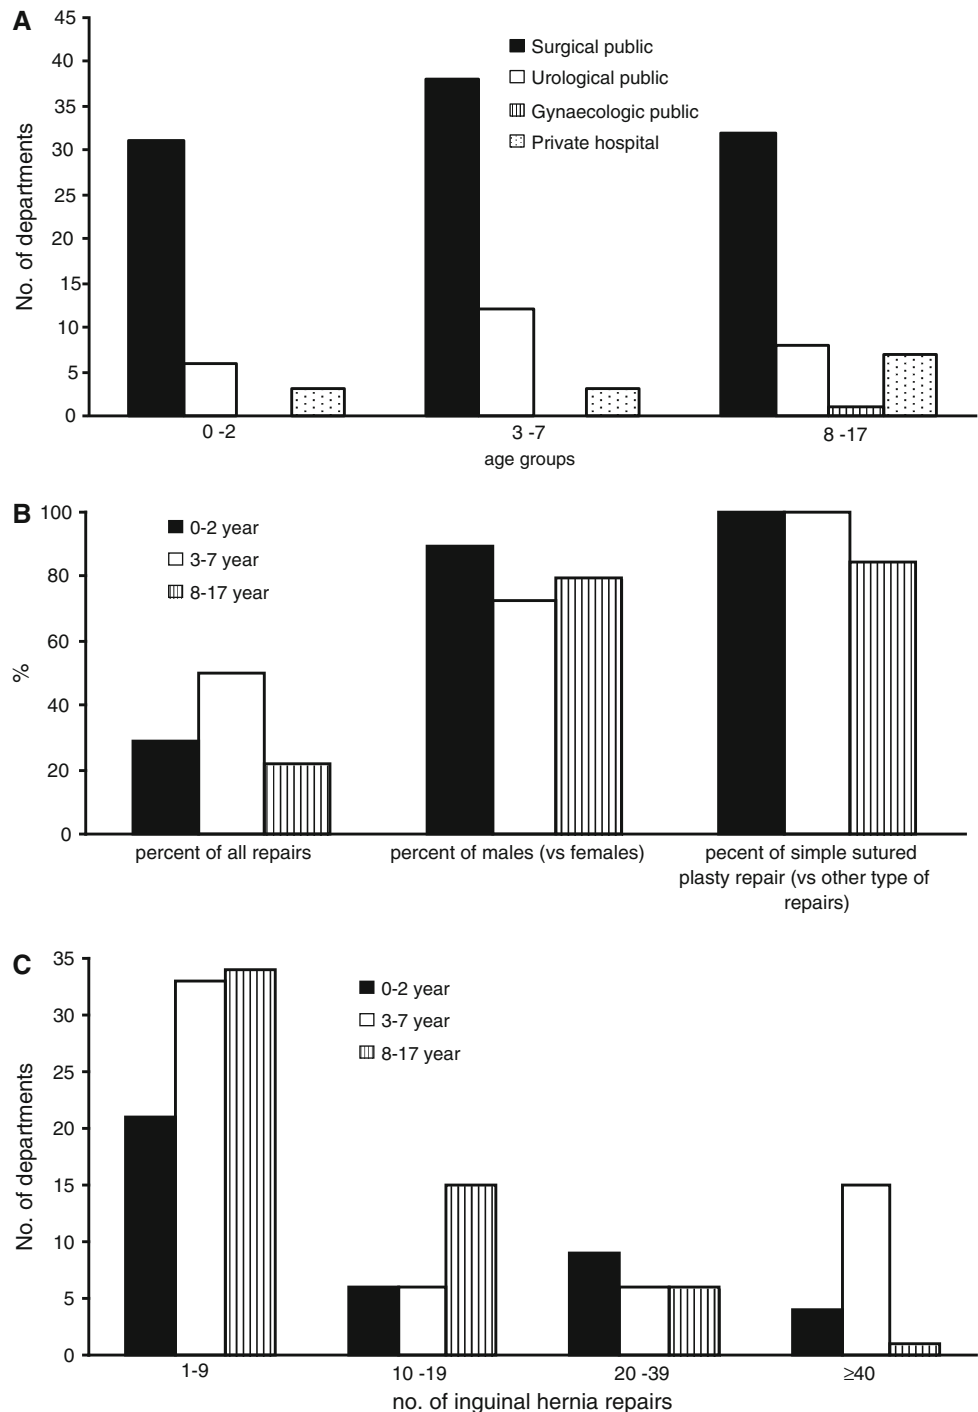 A
45
40
35
30
25
20
15
10
5
0
No. of departments
Surgical public
Urological public
Gynaecologic public
Private hospital
0 -2
3 -7
8 -17
age groups
B
100
80
60
40
20
0
%
0-2 year
3-7 year
8-17 year
percent of all repairs
percent of males (vs females)
pecent of simple sutured
plasty repair (vs other type of
repairs)
C
35
30
25
20
15
10
5
0
No. of departments
0-2 year
3-7 year
8-17 year
1-9
10 -19
20 -39
≥40
no. of inguinal hernia repairs